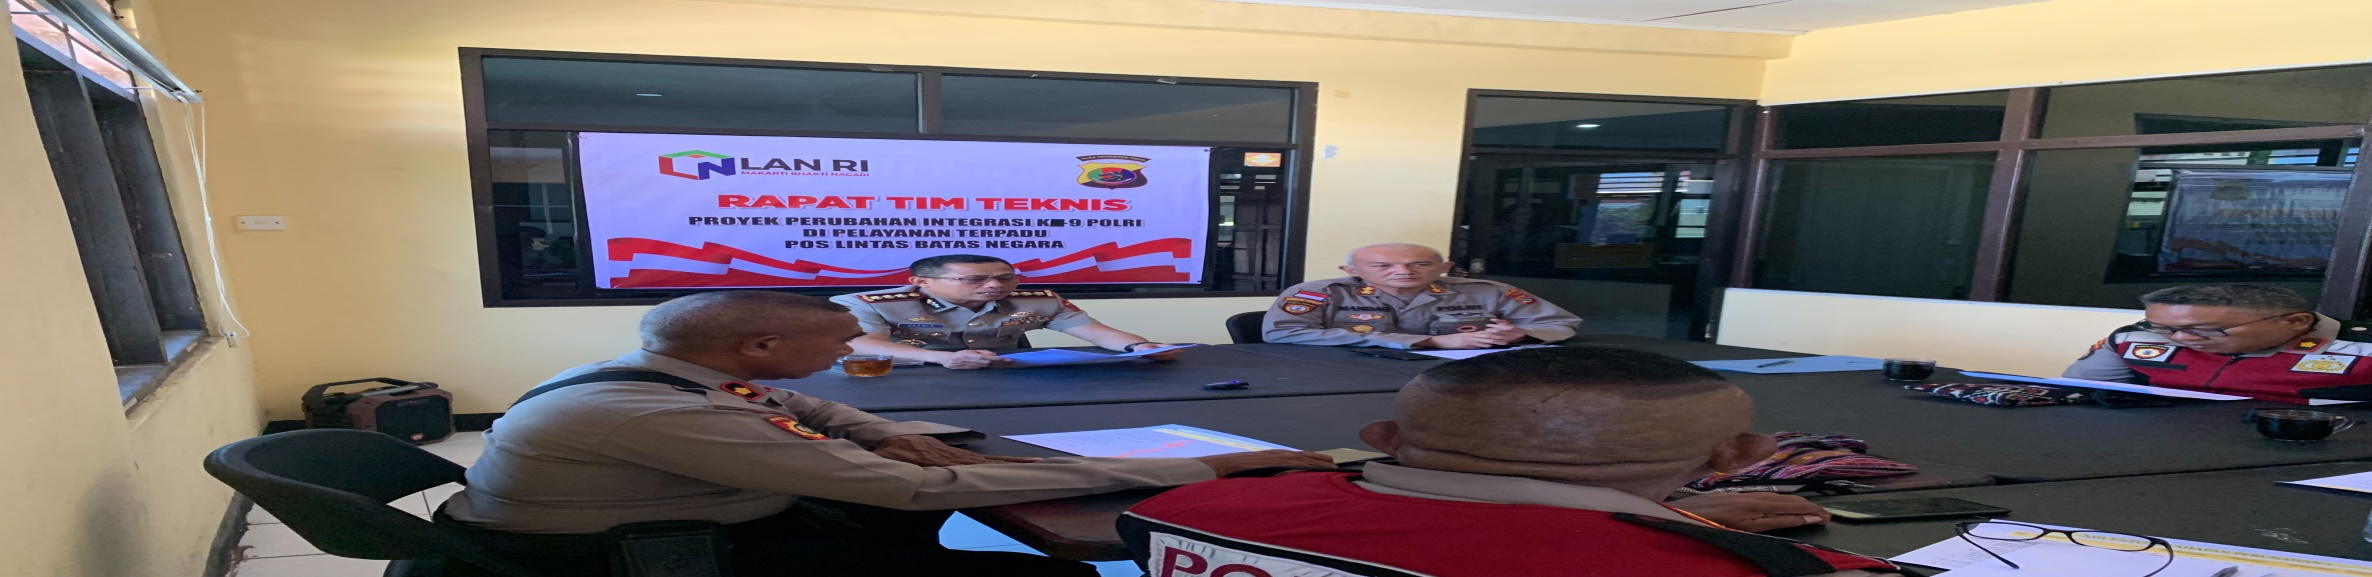 LAN RI
MAKARTI BHAKTI NAGARI
RAPAT TIM TEKNIS
PROYEK PERUBAHAN INTEGRASI K-9 POLRI
DI PELAYANAN TERPADU
POS LINTAS BATAS NEGARA